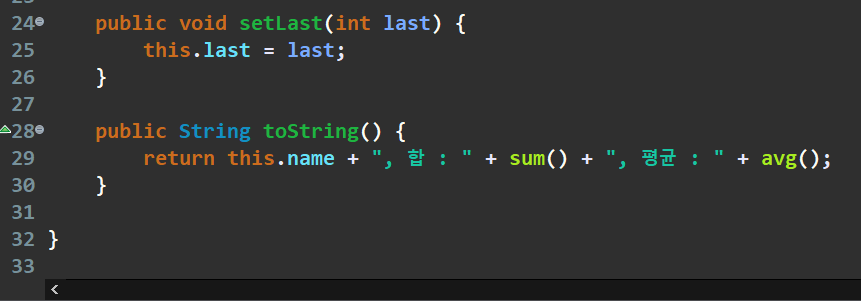 24 public void setLast(int last) {
25 this.last = last;
26 }
27
28 public String toString() {
29 return this.name + ", 합 : " + sum() + ", 평균 : " + avg();
30 }
31
32 }
33